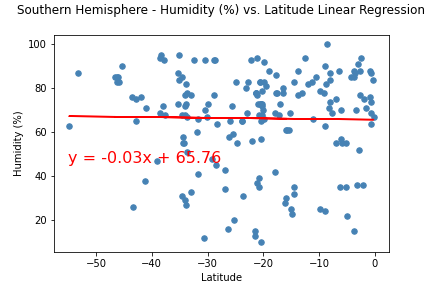 Southern Hemisphere - Humidity (%) vs. Latitude Linear Regression
100
80
60
40
20
Humidity (%)
y = -0.03x + 65.76
−50
−40
−30
−20
−10
0
Latitude